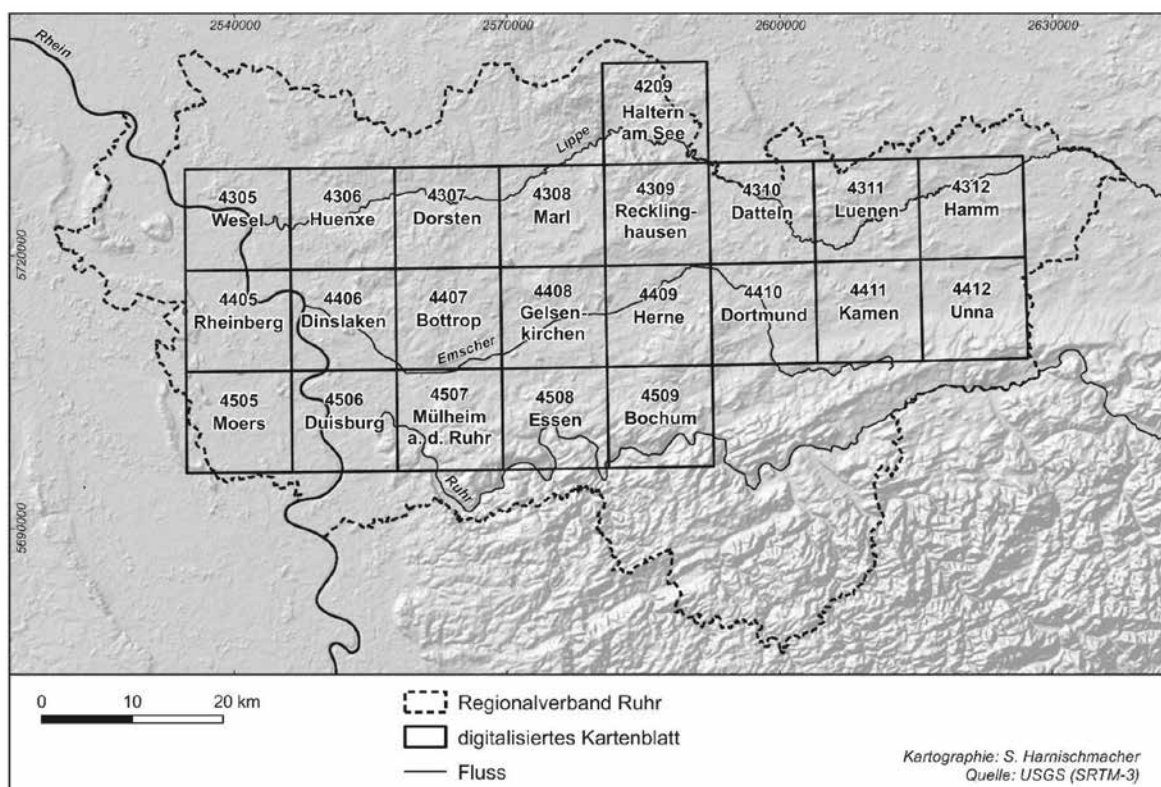 2540000
2570000
2600000
2630000
Rhein
4209
Haltern
am See
Lippe
4305
Wesel
4306
Huenxe
4307
Dorsten
4308
Marl
4309
Reckling-
hausen
4310
Datteln
4311
Luenen
4312
Hamm
5720000
4405
Rheinberg
4406
Dinslaken
4407
Bottrop
4408
Gelsen-
kirchen
4409
Herne
4410
Dortmund
4411
Kamen
4412
Unna
Emscher
4505
Moers
4506
Duisburg
4507
Mülheim
a.d. Ruhr
4508
Essen
4509
Bochum
Ruhr
5690000
0 10 20 km
Regionalverband Ruhr
digitalisiertes Kartenblatt
Fluss
Kartographie: S. Harnischmacher
Quelle: USGS (SRTM-3)